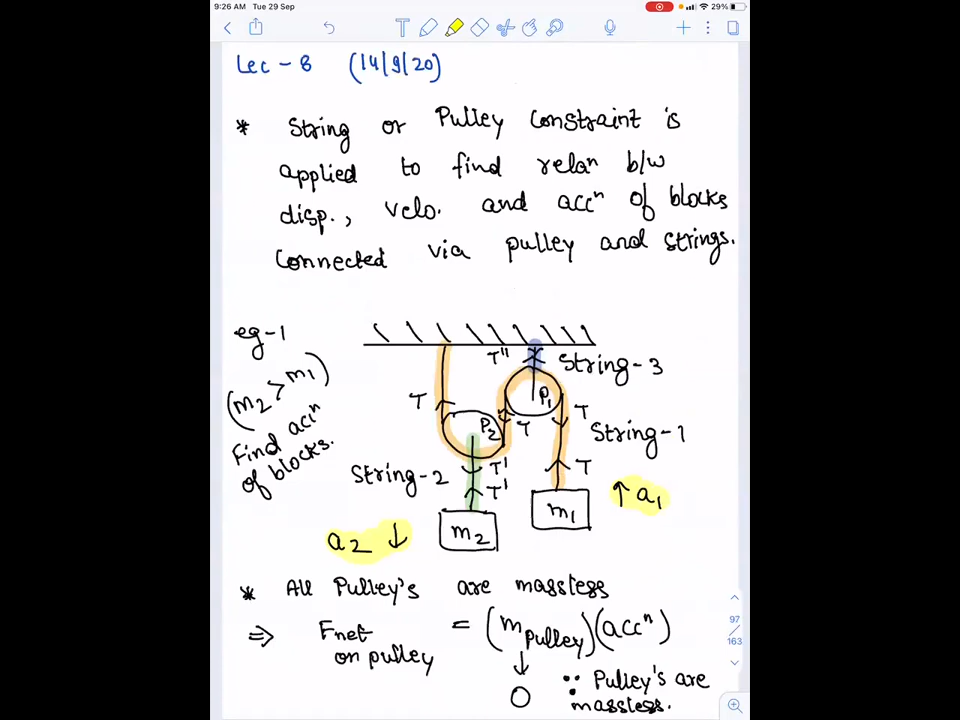 9:26 AM Tue 29 Sep
29%
Lec - 8 (14/9/20)
* String or Pulley Constraint is
applied to find relaⁿ b/w
disp., velo. and accⁿ of blocks
Connected via pulley and strings.
eg-1
(m₂ > m₁)
Find accⁿ
of blocks.
T" String - 3
P₁
T P₂ T T
String - 1
String - 2 T' T
T'
m₂ m₁ ↑ a₁
a₂ ↓
* All Pulley's are massless
⇒ Fnet = (m pulley)(accⁿ)
on pulley
↓
0 ∵ Pulley's are
massless.
97
/
163